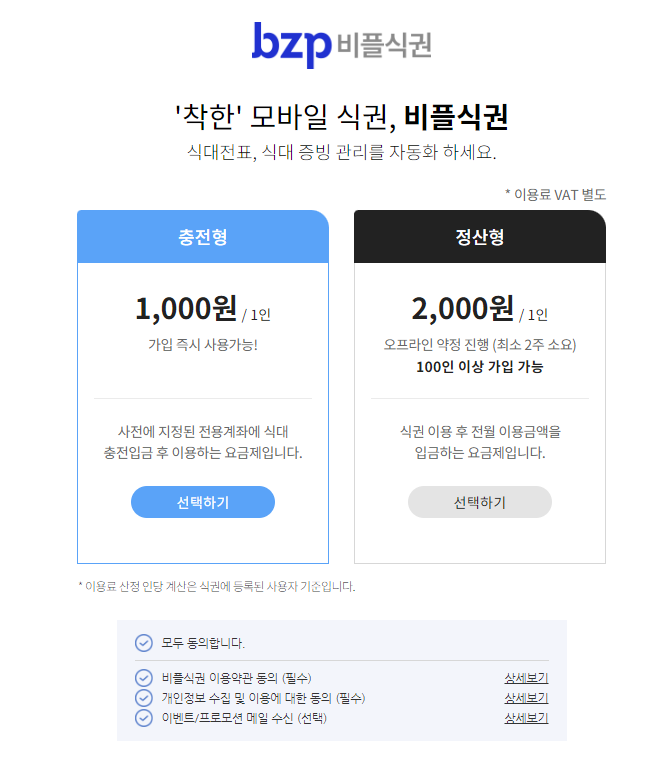 bzp 비플식권
'착한' 모바일 식권, 비플식권
식대전표, 식대 증빙 관리를 자동화 하세요.
* 이용료 VAT 별도
충전형
1,000원 / 1인
가입 즉시 사용가능!
사전에 지정된 전용계좌에 식대
충전입금 후 이용하는 요금제입니다.
선택하기
정산형
2,000원 / 1인
오프라인 약정 진행 (최소 2주 소요)
100인 이상 가입 가능
식권 이용 후 전월 이용금액을
입금하는 요금제입니다.
선택하기
* 이용료 산정 인당 계산은 식권에 등록된 사용자 기준입니다.
모두 동의합니다.
비플식권 이용약관 동의 (필수) 상세보기
개인정보 수집 및 이용에 대한 동의 (필수) 상세보기
이벤트/프로모션 메일 수신 (선택) 상세보기